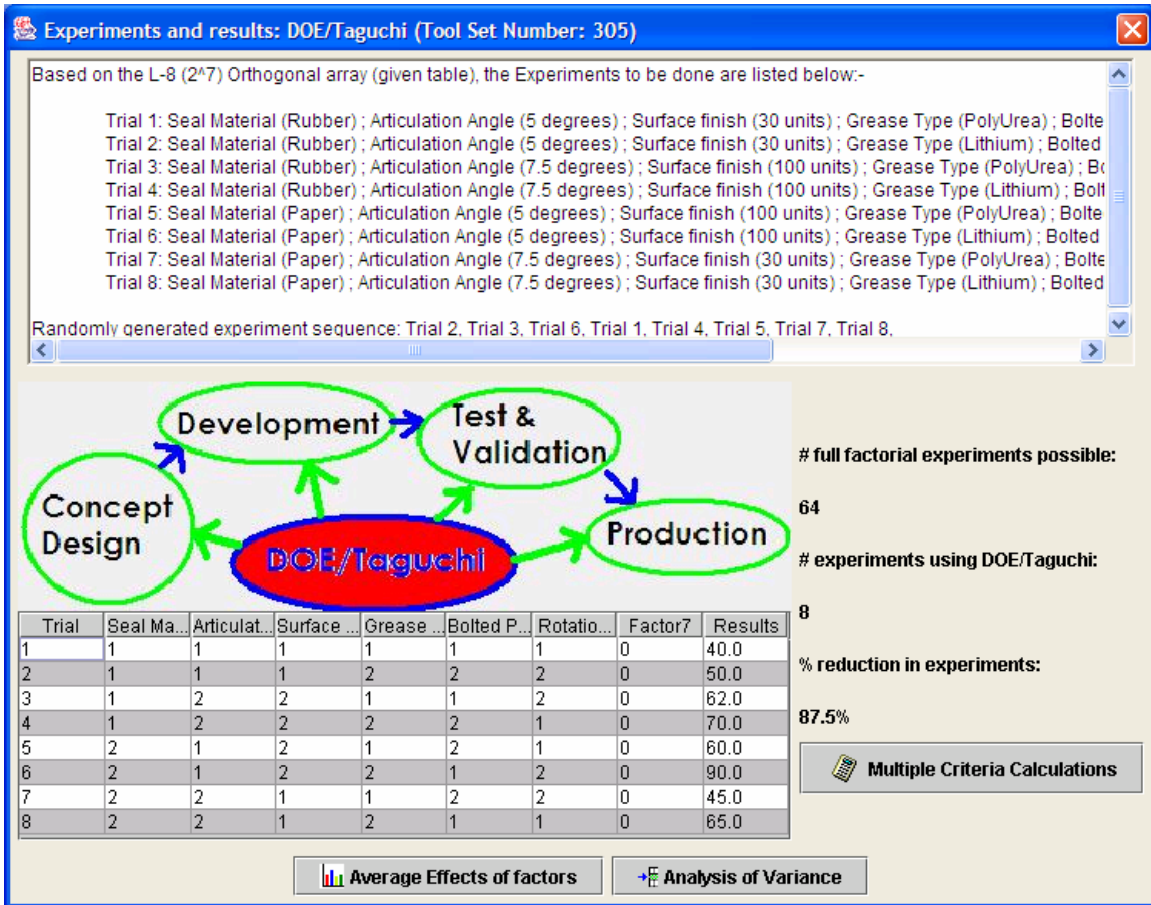 Experiments and results: DOE/Taguchi (Tool Set Number: 305)
Based on the L-8 (2^7) Orthogonal array (given table), the Experiments to be done are listed below:-
Trial 1: Seal Material (Rubber) ; Articulation Angle (5 degrees) ; Surface finish (30 units) ; Grease Type (PolyUrea) ; Bolte
Trial 2: Seal Material (Rubber) ; Articulation Angle (5 degrees) ; Surface finish (30 units) ; Grease Type (Lithium) ; Bolted
Trial 3: Seal Material (Rubber) ; Articulation Angle (7.5 degrees) ; Surface finish (100 units) ; Grease Type (PolyUrea) ; Bo
Trial 4: Seal Material (Rubber) ; Articulation Angle (7.5 degrees) ; Surface finish (100 units) ; Grease Type (Lithium) ; Bolt
Trial 5: Seal Material (Paper) ; Articulation Angle (5 degrees) ; Surface finish (100 units) ; Grease Type (PolyUrea) ; Bolte
Trial 6: Seal Material (Paper) ; Articulation Angle (5 degrees) ; Surface finish (100 units) ; Grease Type (Lithium) ; Bolted
Trial 7: Seal Material (Paper) ; Articulation Angle (7.5 degrees) ; Surface finish (30 units) ; Grease Type (PolyUrea) ; Bolte
Trial 8: Seal Material (Paper) ; Articulation Angle (7.5 degrees) ; Surface finish (30 units) ; Grease Type (Lithium) ; Bolted
Randomly generated experiment sequence: Trial 2, Trial 3, Trial 6, Trial 1, Trial 4, Trial 5, Trial 7, Trial 8,
Development
Test &
Validation
Concept
Design
DOE/Taguchi
Production
# full factorial experiments possible:
64
# experiments using DOE/Taguchi:
8
% reduction in experiments:
87.5%
Multiple Criteria Calculations
Trial Seal Ma... Articulat... Surface ... Grease ... Bolted P... Rotatio... Factor7 Results
1 1 1 1 1 1 1 0 40.0
2 1 1 1 2 2 2 0 50.0
3 1 2 2 1 1 2 0 62.0
4 1 2 2 2 2 1 0 70.0
5 2 1 2 1 2 1 0 60.0
6 2 1 2 2 1 2 0 90.0
7 2 2 1 1 2 2 0 45.0
8 2 2 1 2 1 1 0 65.0
Average Effects of factors
Analysis of Variance